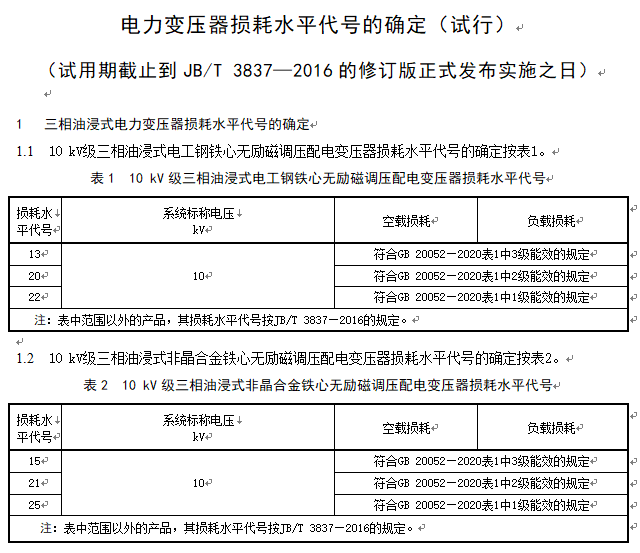 电力变压器损耗水平代号的确定（试行）
（试用期截止到 JB/T 3837—2016 的修订版正式发布实施之日）
1 三相油浸式电力变压器损耗水平代号的确定
1.1 10 kV级三相油浸式电工钢铁心无励磁调压配电变压器损耗水平代号的确定按表1。
表 1 10 kV 级三相油浸式电工钢铁心无励磁调压配电变压器损耗水平代号
损耗水↓ 系统标称电压↓ 空载损耗 负载损耗
平代号 kV
13 符合GB 20052—2020表1中3级能效的规定
20 10 符合GB 20052—2020表1中2级能效的规定
22 符合GB 20052—2020表1中1级能效的规定
注：表中范围以外的产品，其损耗水平代号按JB/T 3837—2016的规定。
1.2 10 kV级三相油浸式非晶合金铁心无励磁调压配电变压器损耗水平代号的确定按表2。
表 2 10 kV 级三相油浸式非晶合金铁心无励磁调压配电变压器损耗水平代号
损耗水↓ 系统标称电压↓ 空载损耗 负载损耗
平代号 kV
15 符合GB 20052—2020表1中3级能效的规定
21 10 符合GB 20052—2020表1中2级能效的规定
25 符合GB 20052—2020表1中1级能效的规定
注：表中范围以外的产品，其损耗水平代号按JB/T 3837—2016的规定。